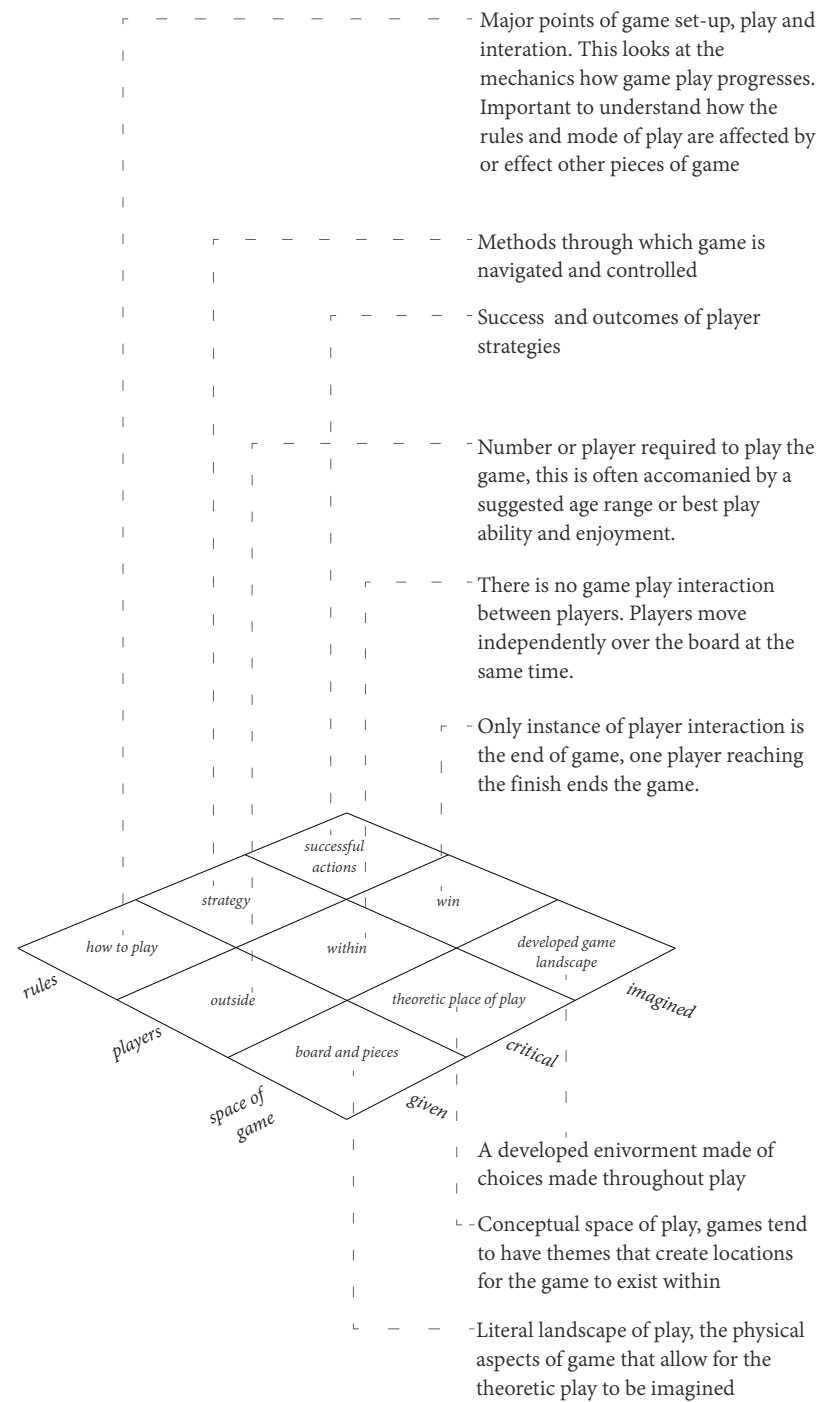 Major points of game set-up, play and
interation. This looks at the
mechanics how game play progresses.
Important to understand how the
rules and mode of play are affected by
or effect other pieces of game
Methods through which game is
navigated and controlled
Success  and outcomes of player
strategies
Number or player required to play the
game, this is often accomanied by a
suggested age range or best play
ability and enjoyment.
There is no game play interaction
between players. Players move
independently over the board at the
same time.
Only instance of player interaction is
the end of game, one player reaching
the finish ends the game.
successful
actions
strategy
win
how to play
within
developed game
landscape
outside
theoretic place of play
board and pieces
rules
players
space of
game
given
critical
imagined
A developed enivorment made of
choices made throughout play
Conceptual space of play, games tend
to have themes that create locations
for the game to exist within
Literal landscape of play, the physical
aspects of game that allow for the
theoretic play to be imagined